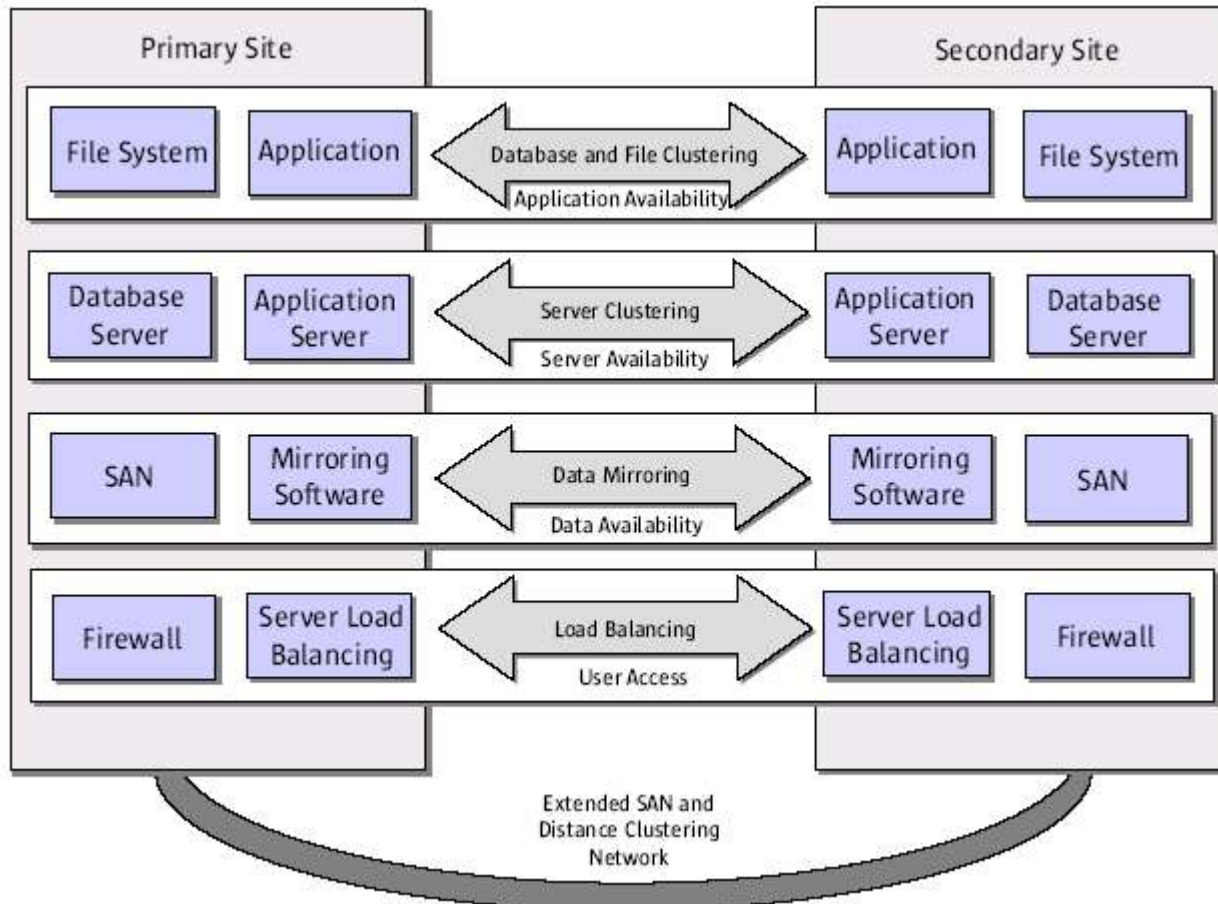 Primary Site
Secondary Site
File System
Application
Database and File Clustering
Application Availability
Application
File System
Database
Server
Application
Server
Server Clustering
Server Availability
Application
Server
Database
Server
SAN
Mirroring
Software
Data Mirroring
Data Availability
Mirroring
Software
SAN
Firewall
Server Load
Balancing
Load Balancing
User Access
Server Load
Balancing
Firewall
Extended SAN and
Distance Clustering
Network